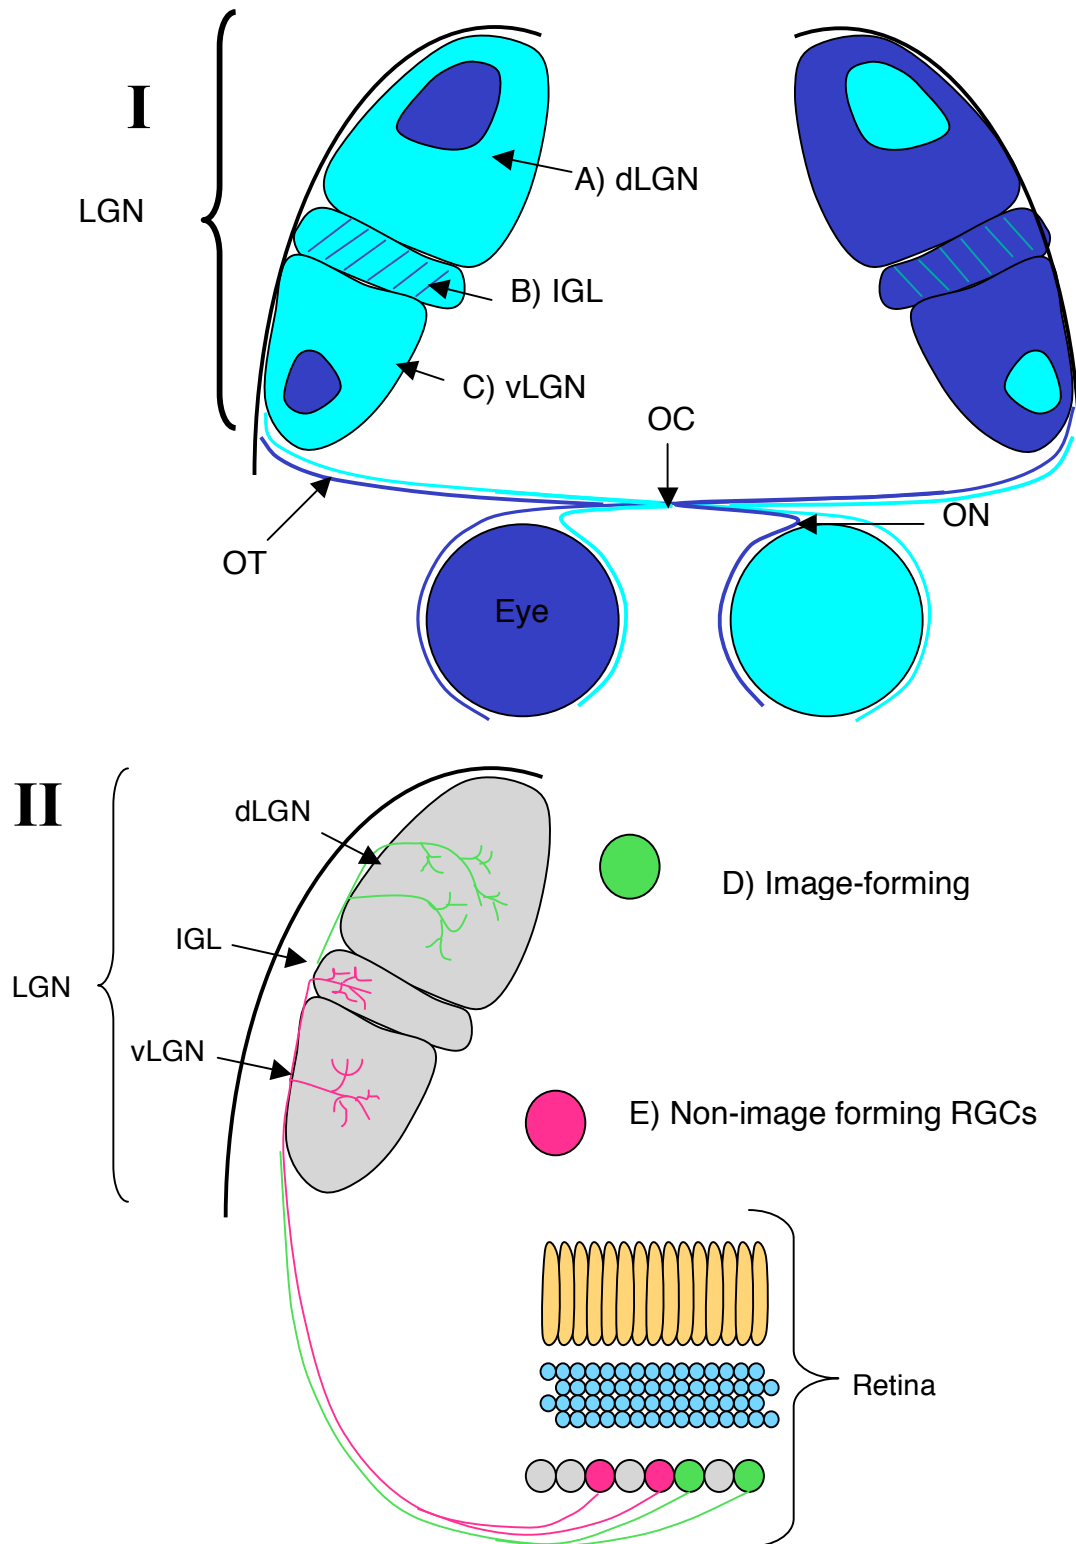 I
LGN
A) dLGN
B) IGL
C) vLGN
OC
ON
OT
Eye
II
dLGN
D) Image-forming
IGL
LGN
vLGN
E) Non-image forming RGCs
Retina